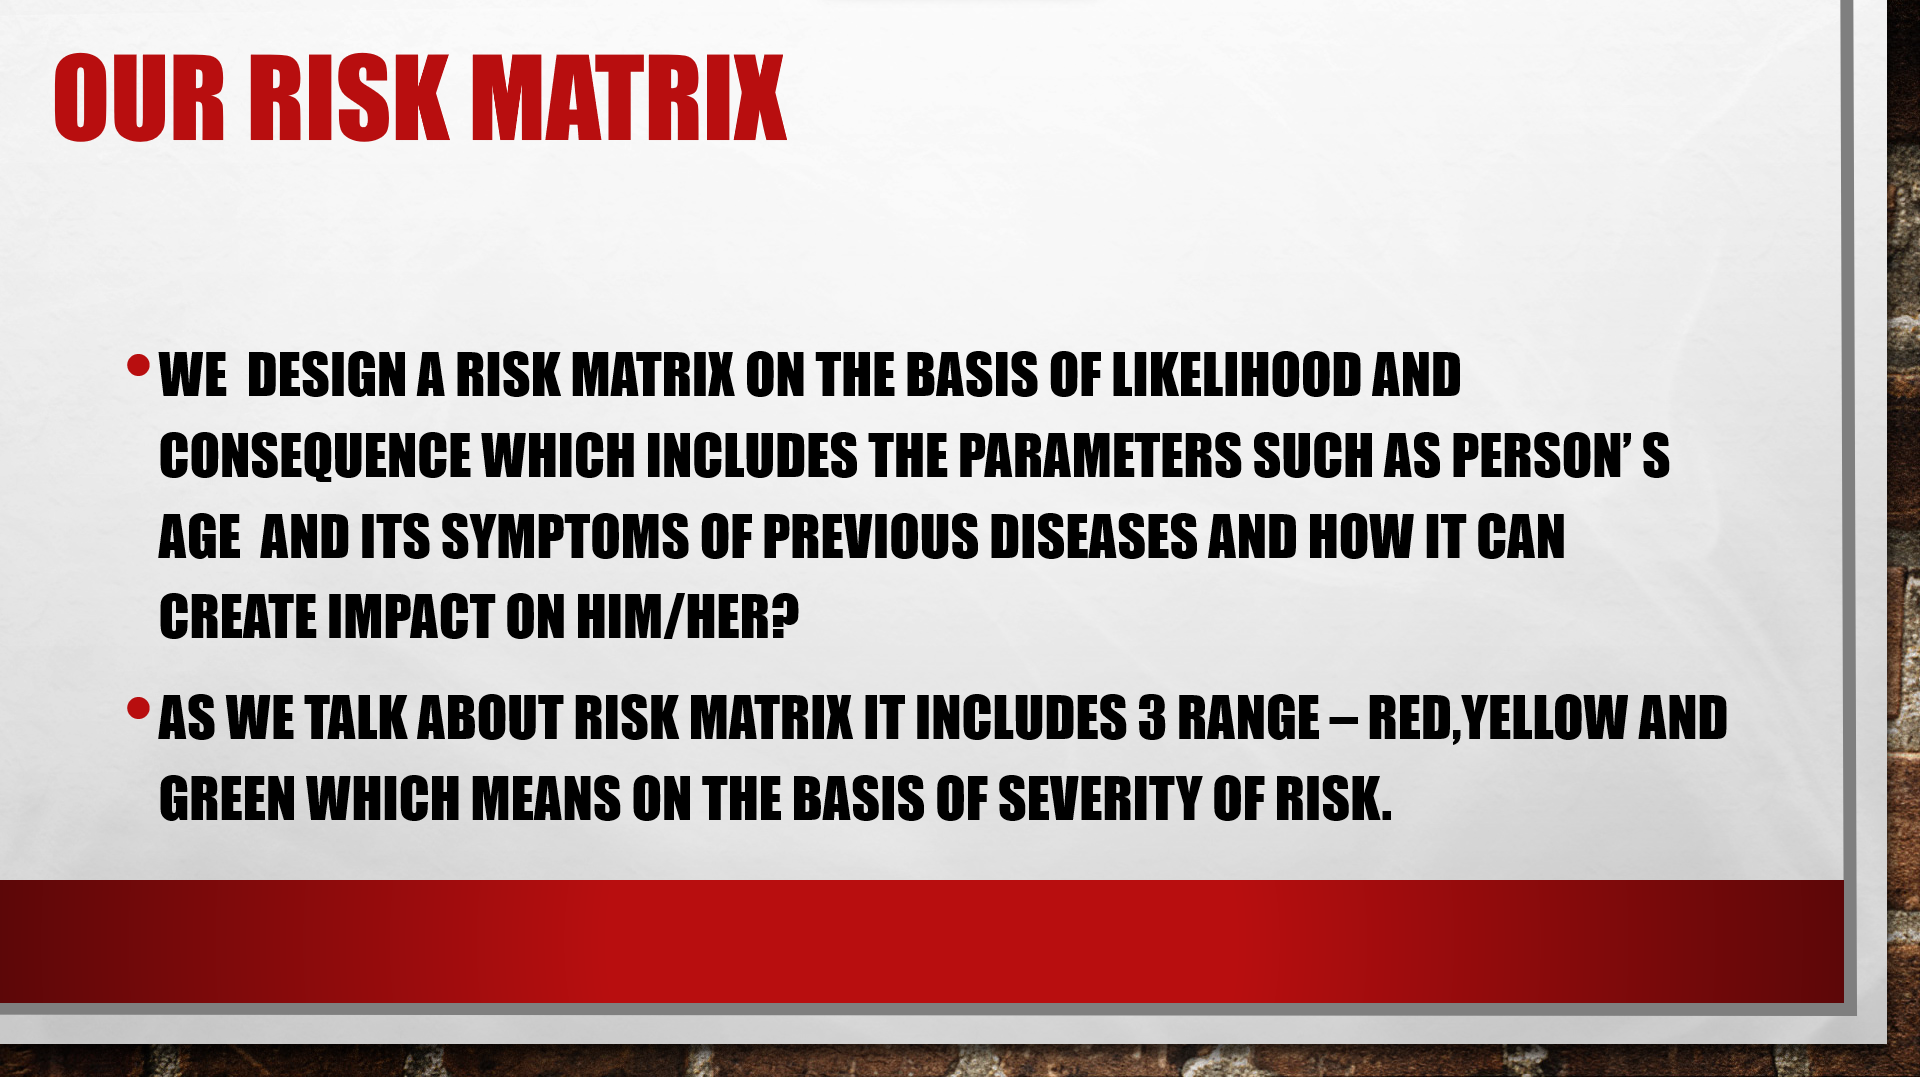 OUR RISK MATRIX
• WE  DESIGN A RISK MATRIX ON THE BASIS OF LIKELIHOOD AND
CONSEQUENCE WHICH INCLUDES THE PARAMETERS SUCH AS PERSON’ S
AGE  AND ITS SYMPTOMS OF PREVIOUS DISEASES AND HOW IT CAN
CREATE IMPACT ON HIM/HER?
• AS WE TALK ABOUT RISK MATRIX IT INCLUDES 3 RANGE – RED,YELLOW AND
GREEN WHICH MEANS ON THE BASIS OF SEVERITY OF RISK.